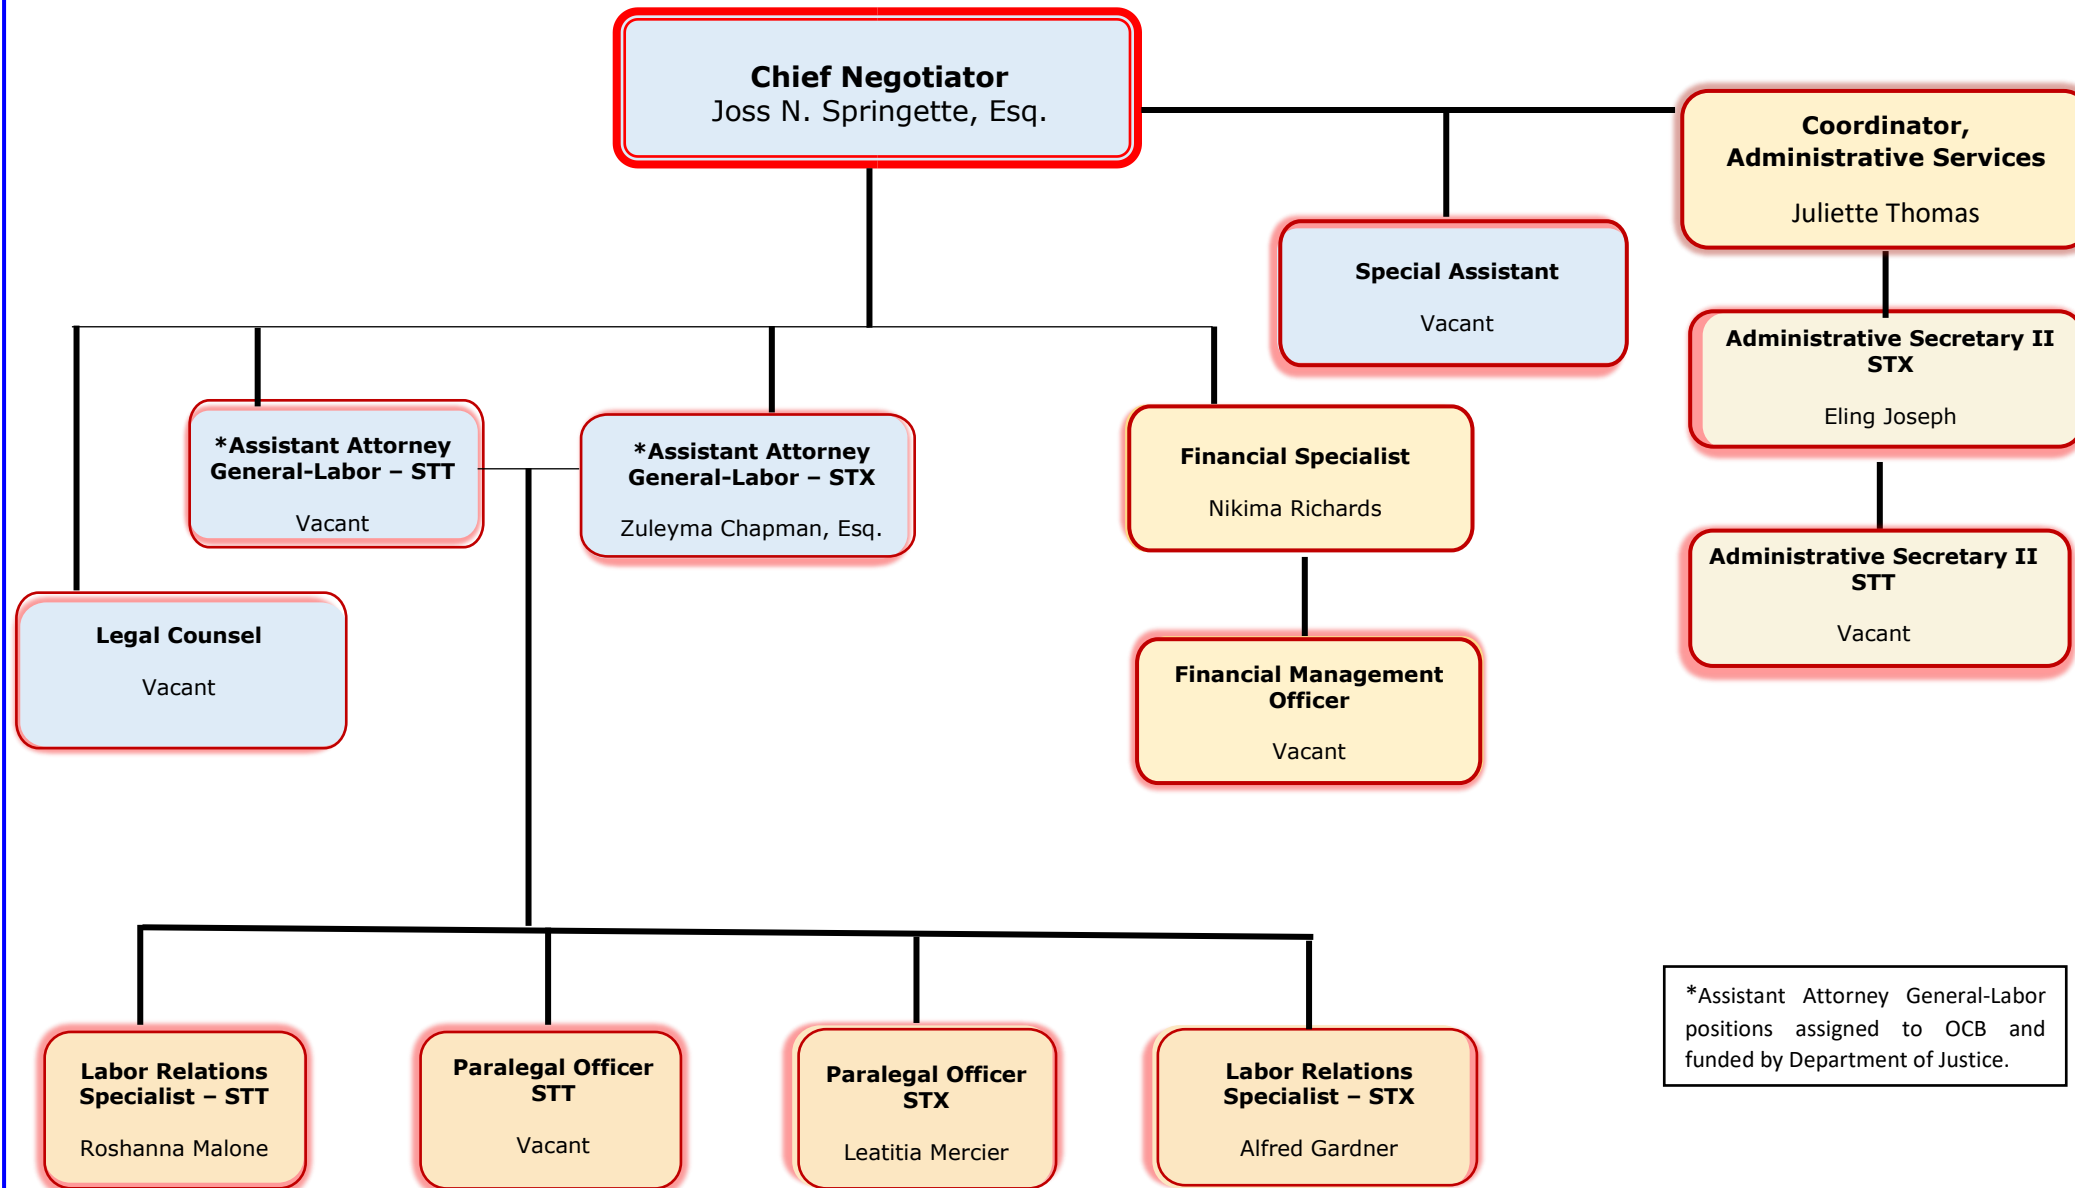 Chief Negotiator
Joss N. Springette, Esq.
Coordinator,
Administrative Services
Juliette Thomas
Special Assistant
Vacant
Administrative Secretary II
STX
Eling Joseph
*Assistant Attorney
General-Labor – STT
Vacant
*Assistant Attorney
General-Labor – STX
Zuleyma Chapman, Esq.
Financial Specialist
Nikima Richards
Administrative Secretary II
STT
Vacant
Legal Counsel
Vacant
Financial Management
Officer
Vacant
*Assistant Attorney General-Labor
positions assigned to OCB and
funded by Department of Justice.
Labor Relations
Specialist – STT
Roshanna Malone
Paralegal Officer
STT
Vacant
Paralegal Officer
STX
Leatitia Mercier
Labor Relations
Specialist – STX
Alfred Gardner